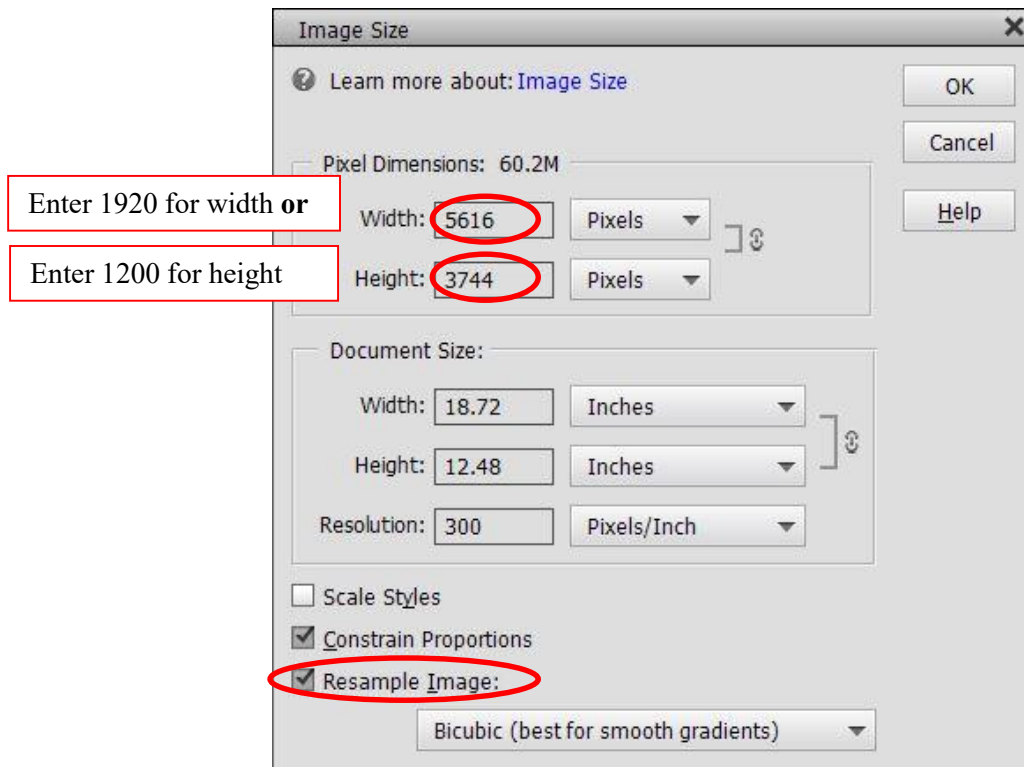 Image Size
Learn more about: Image Size
OK
Cancel
Help
Pixel Dimensions: 60.2M
Enter 1920 for width or
Width: 5616 Pixels
Enter 1200 for height
Height: 3744 Pixels
Document Size:
Width: 18.72 Inches
Height: 12.48 Inches
Resolution: 300 Pixels/Inch
Scale Styles
Constrain Proportions
Resample Image:
Bicubic (best for smooth gradients)